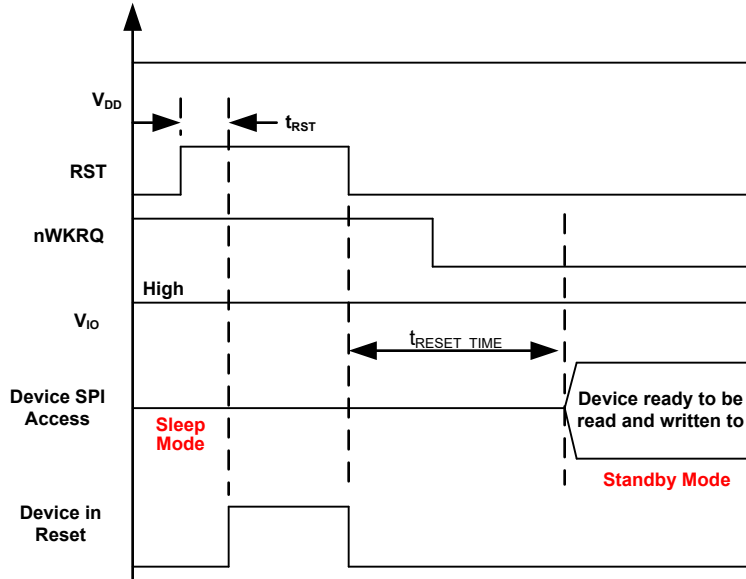 VDD
tRST
RST
nWKRQ
High
VIO
tRESET_TIME
Device SPI
Access
Sleep
Mode
Device ready to be
read and written to
Standby Mode
Device in
Reset